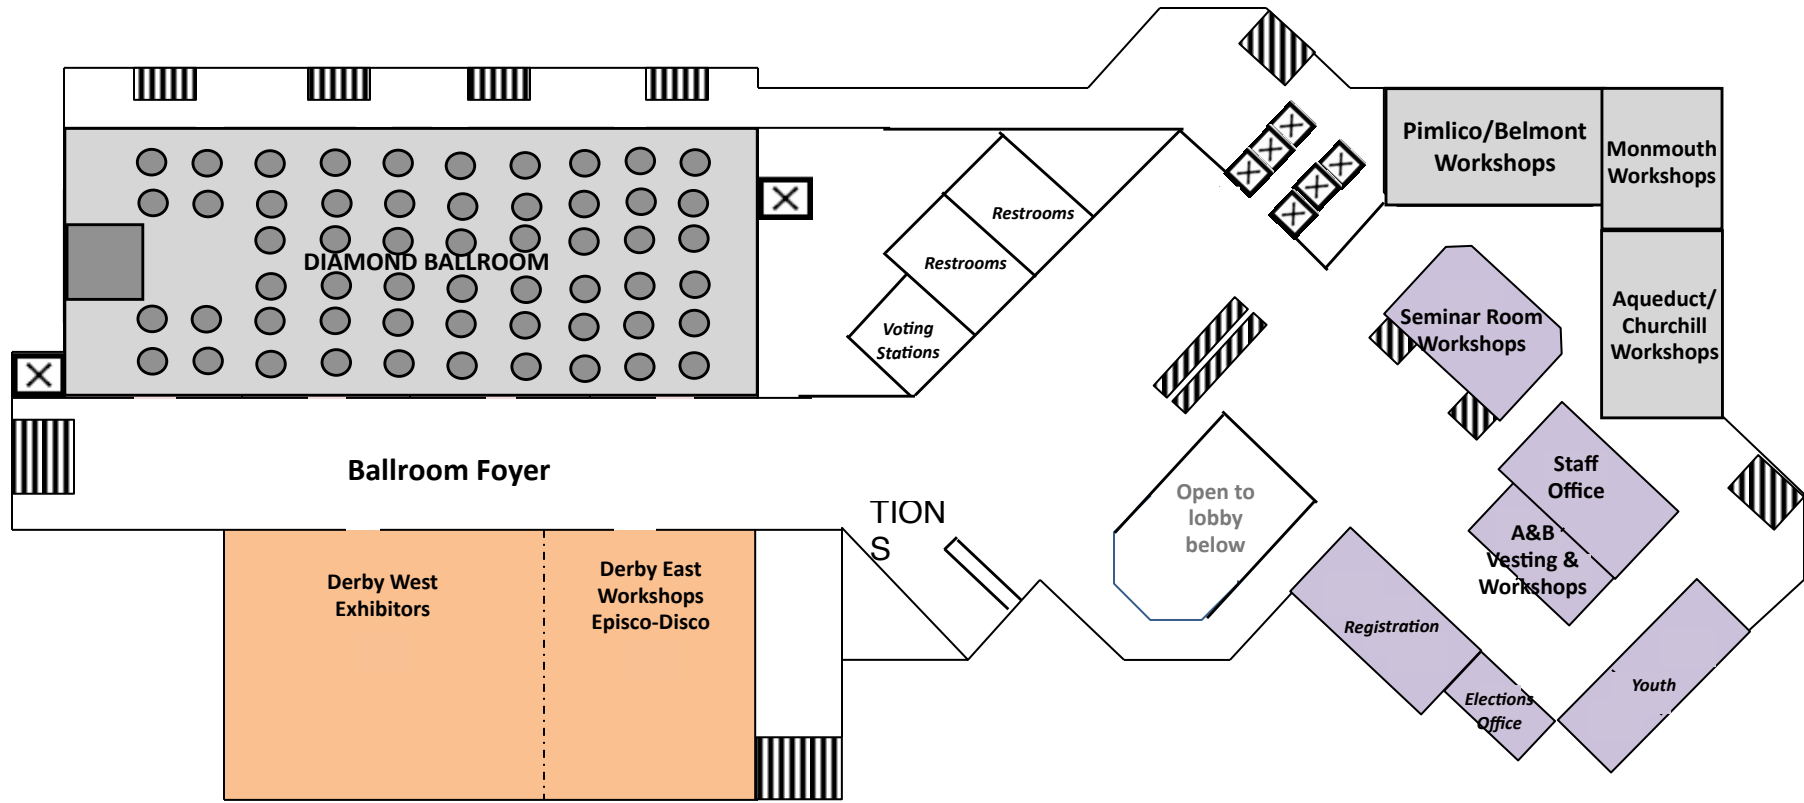 Pimlico/Belmont
Workshops
Monmouth
Workshops
Restrooms
Restrooms
DIAMOND BALLROOM
Voting
Stations
Seminar Room
Workshops
Aqueduct/
Churchill
Workshops
Ballroom Foyer
TION
S
Open to
lobby
below
Staff
Office
A&B
Vesting &
Workshops
Derby West
Exhibitors
Derby East
Workshops
Episco-Disco
Registration
Elections
Office
Youth